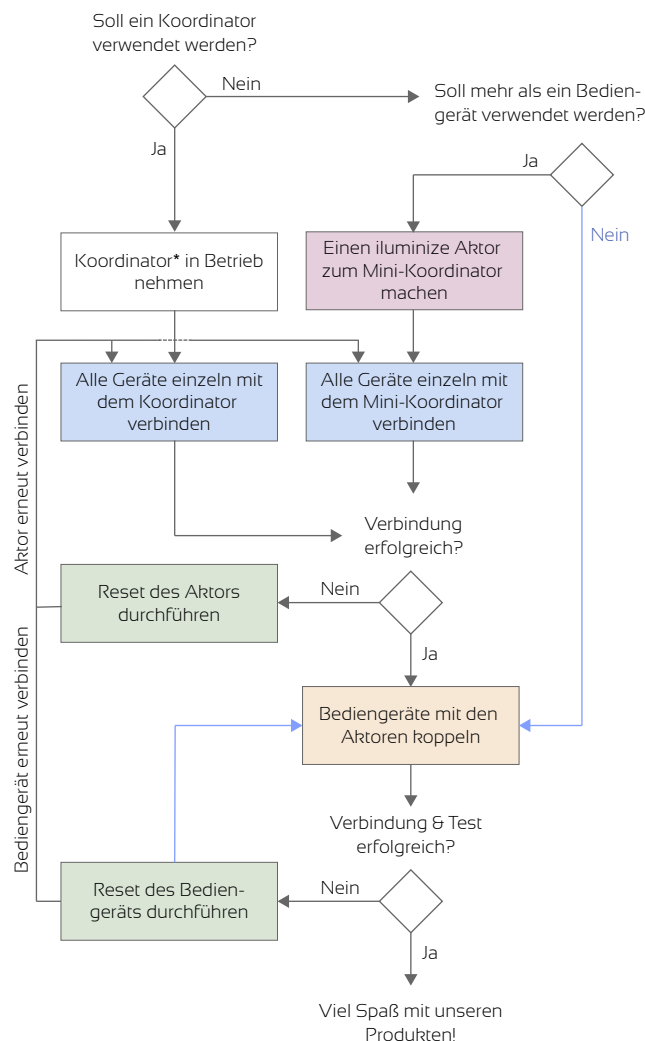 Soll ein Koordinator
verwendet werden?
Nein
Soll mehr als ein Bedien-
gerät verwendet werden?
Ja
Ja
Nein
Koordinator* in Betrieb
nehmen
Einen iluminize Aktor
zum Mini-Koordinator
machen
Alle Geräte einzeln mit
dem Koordinator
verbinden
Alle Geräte einzeln mit
dem Mini-Koordinator
verbinden
Aktor erneut verbinden
Verbindung
erfolgreich?
Reset des Aktors
durchführen
Nein
Ja
Bediengerät erneut verbinden
Bediengeräte mit den
Aktoren koppeln
Verbindung & Test
erfolgreich?
Reset des Bedien-
geräts durchführen
Nein
Ja
Viel Spaß mit unseren
Produkten!